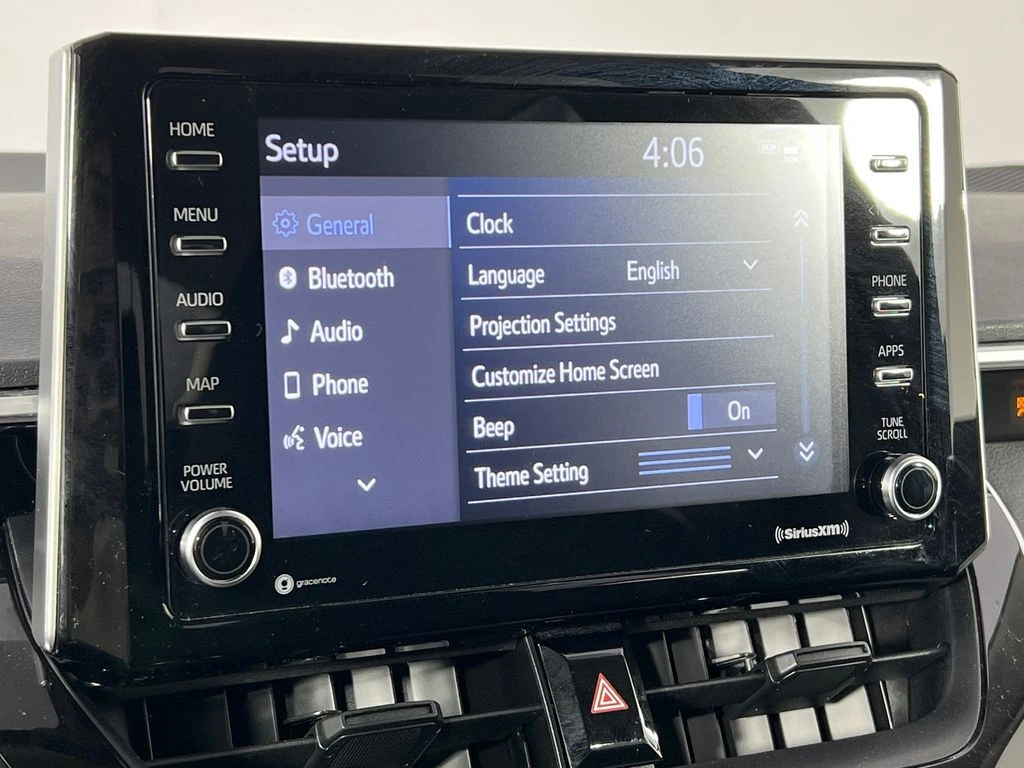 HOME
MENU
AUDIO
MAP
POWER
VOLUME
Setup
4:06
DCM
General
Bluetooth
Audio
Phone
Voice
Clock
Language English
Projection Settings
Customize Home Screen
Beep On
Theme Setting
PHONE
APPS
TUNE
SCROLL
gracenote
((SiriusXM))